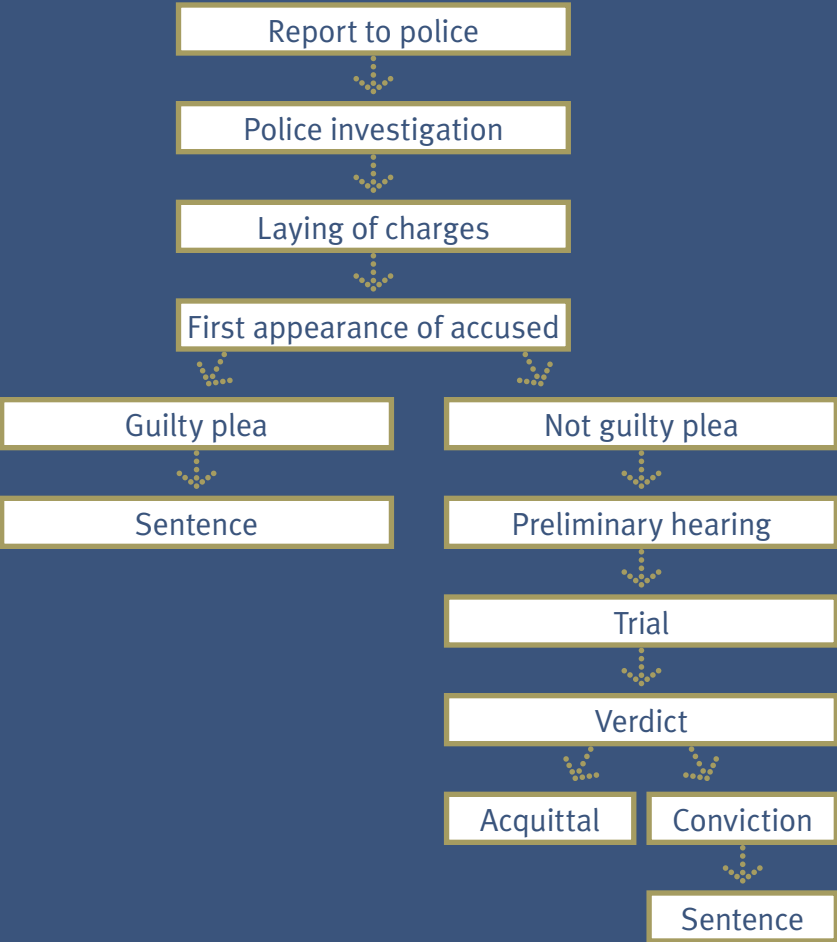 Report to police
Police investigation
Laying of charges
First appearance of accused
Guilty plea
Not guilty plea
Sentence
Preliminary hearing
Trial
Verdict
Acquittal
Conviction
Sentence